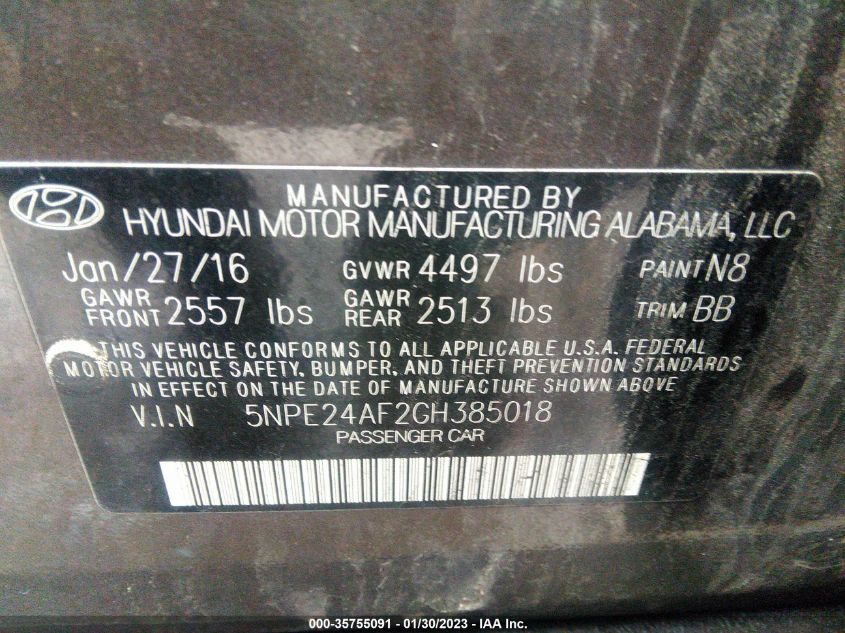 MANUFACTURED BY
HYUNDAI MOTOR MANUFACTURING ALABAMA, LLC
Jan/27/16 GVWR 4497 lbs PAINT N8
GAWR FRONT 2557 lbs GAWR REAR 2513 lbs TRIM BB
THIS VEHICLE CONFORMS TO ALL APPLICABLE U.S.A. FEDERAL
MOTOR VEHICLE SAFETY, BUMPER, AND THEFT PREVENTION STANDARDS
IN EFFECT ON THE DATE OF MANUFACTURE SHOWN ABOVE
V.I.N 5NPE24AF2GH385018
PASSENGER CAR
000-35755091 - 01/30/2023 - IAA Inc.